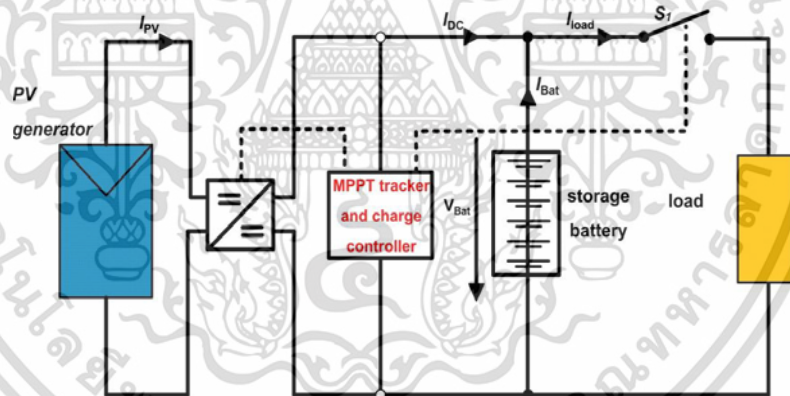 I_PV
I_DC
I_load
S_1
PV
generator
I_Bat
MPPT tracker
and charge
controller
V_Bat
storage
battery
load